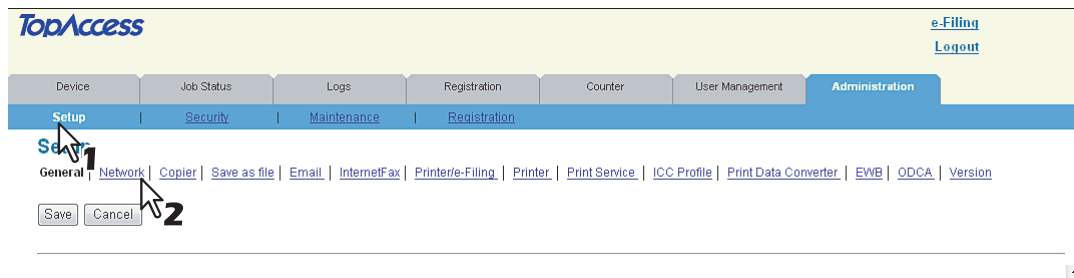 TopAccess
e-Filing
Logout
Device Job Status Logs Registration Counter User Management Administration
Setup | Security | Maintenance | Registration
Setup
1
General | Network | Copier | Save as file | Email | InternetFax | Printer/e-Filing | Printer | Print Service | ICC Profile | Print Data Converter | EWB | ODCA | Version
Save Cancel
2